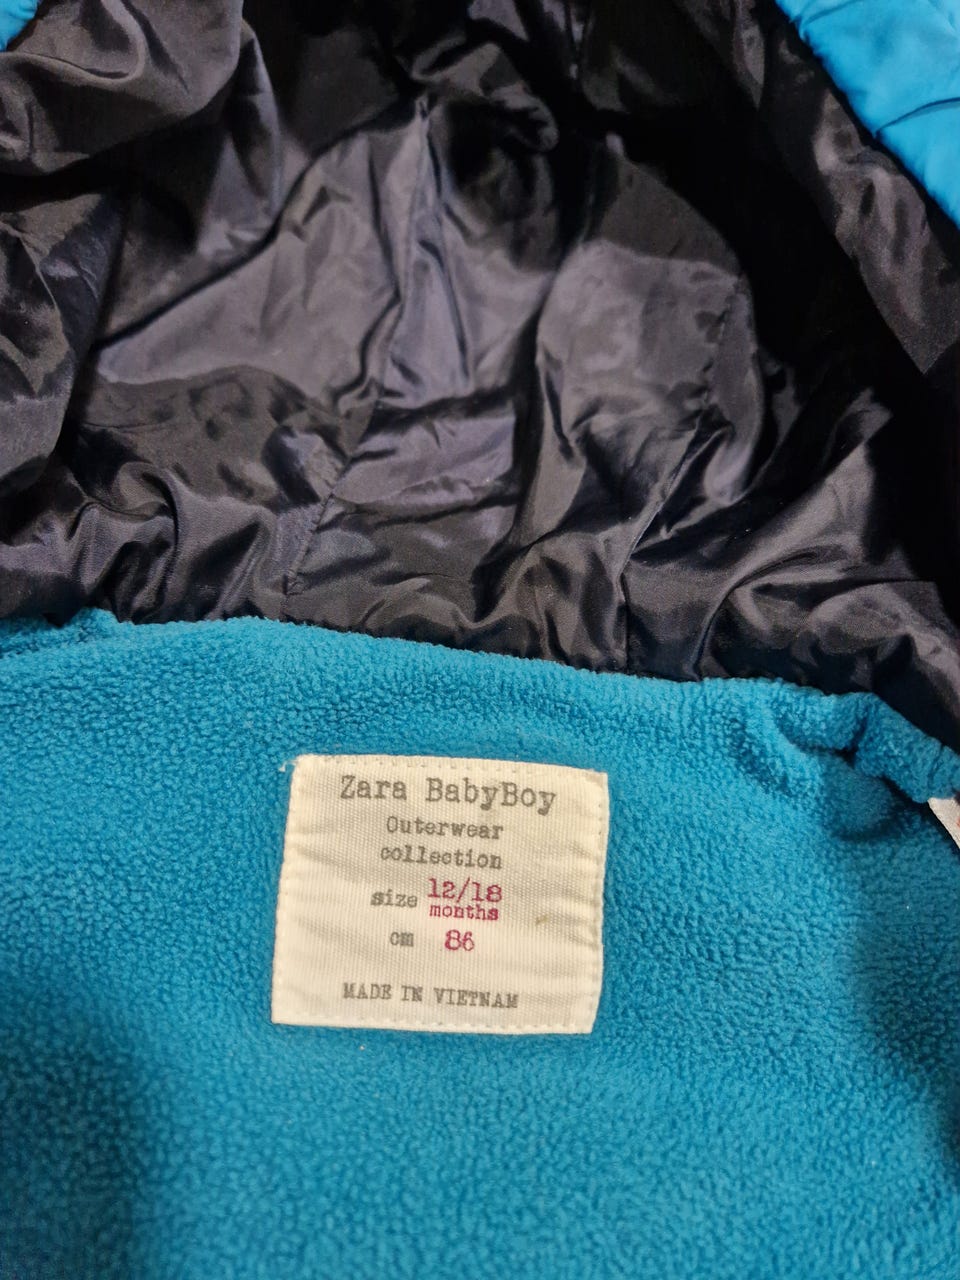 Zara BabyBoy
Outerwear
collection
size 12/18
months
cm 86
MADE IN VIETNAM